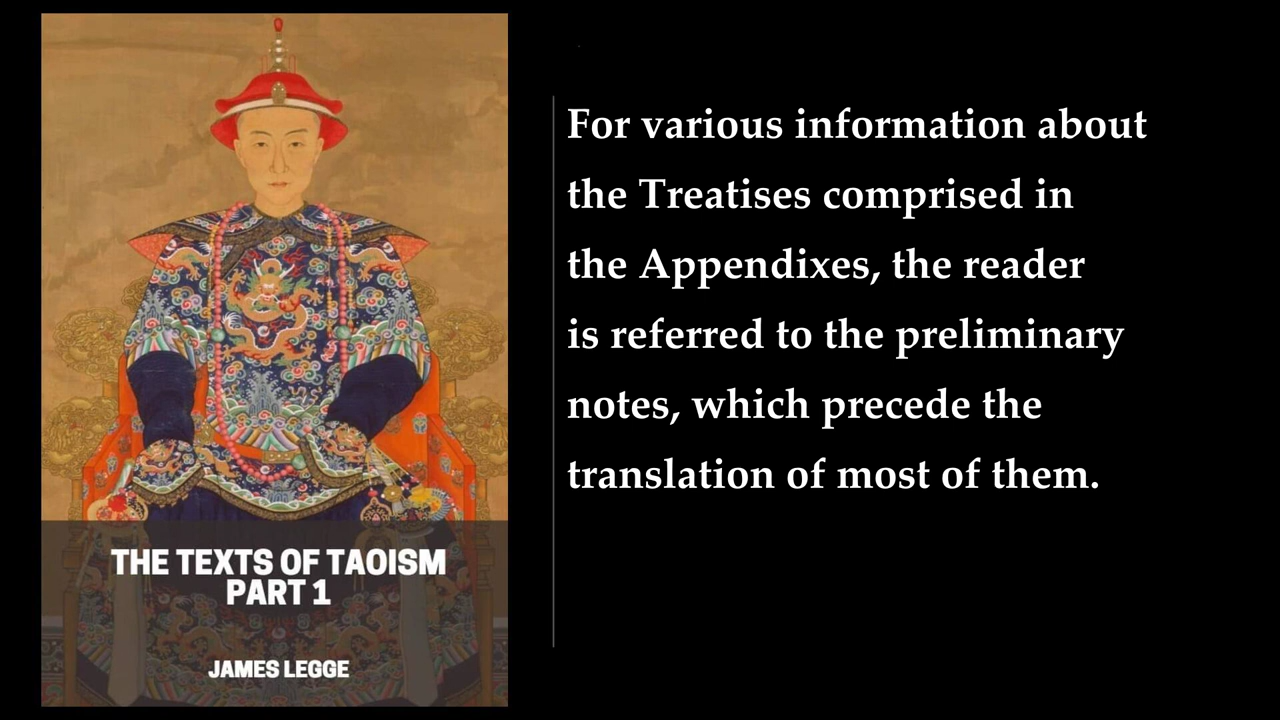 THE TEXTS OF TAOISM
PART 1
JAMES LEGGE
For various information about
the Treatises comprised in
the Appendixes, the reader
is referred to the preliminary
notes, which precede the
translation of most of them.